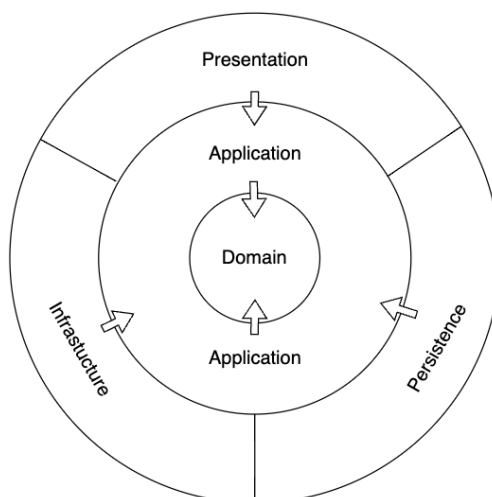 Presentation
Application
Domain
Infrastucture
Persistence
Application